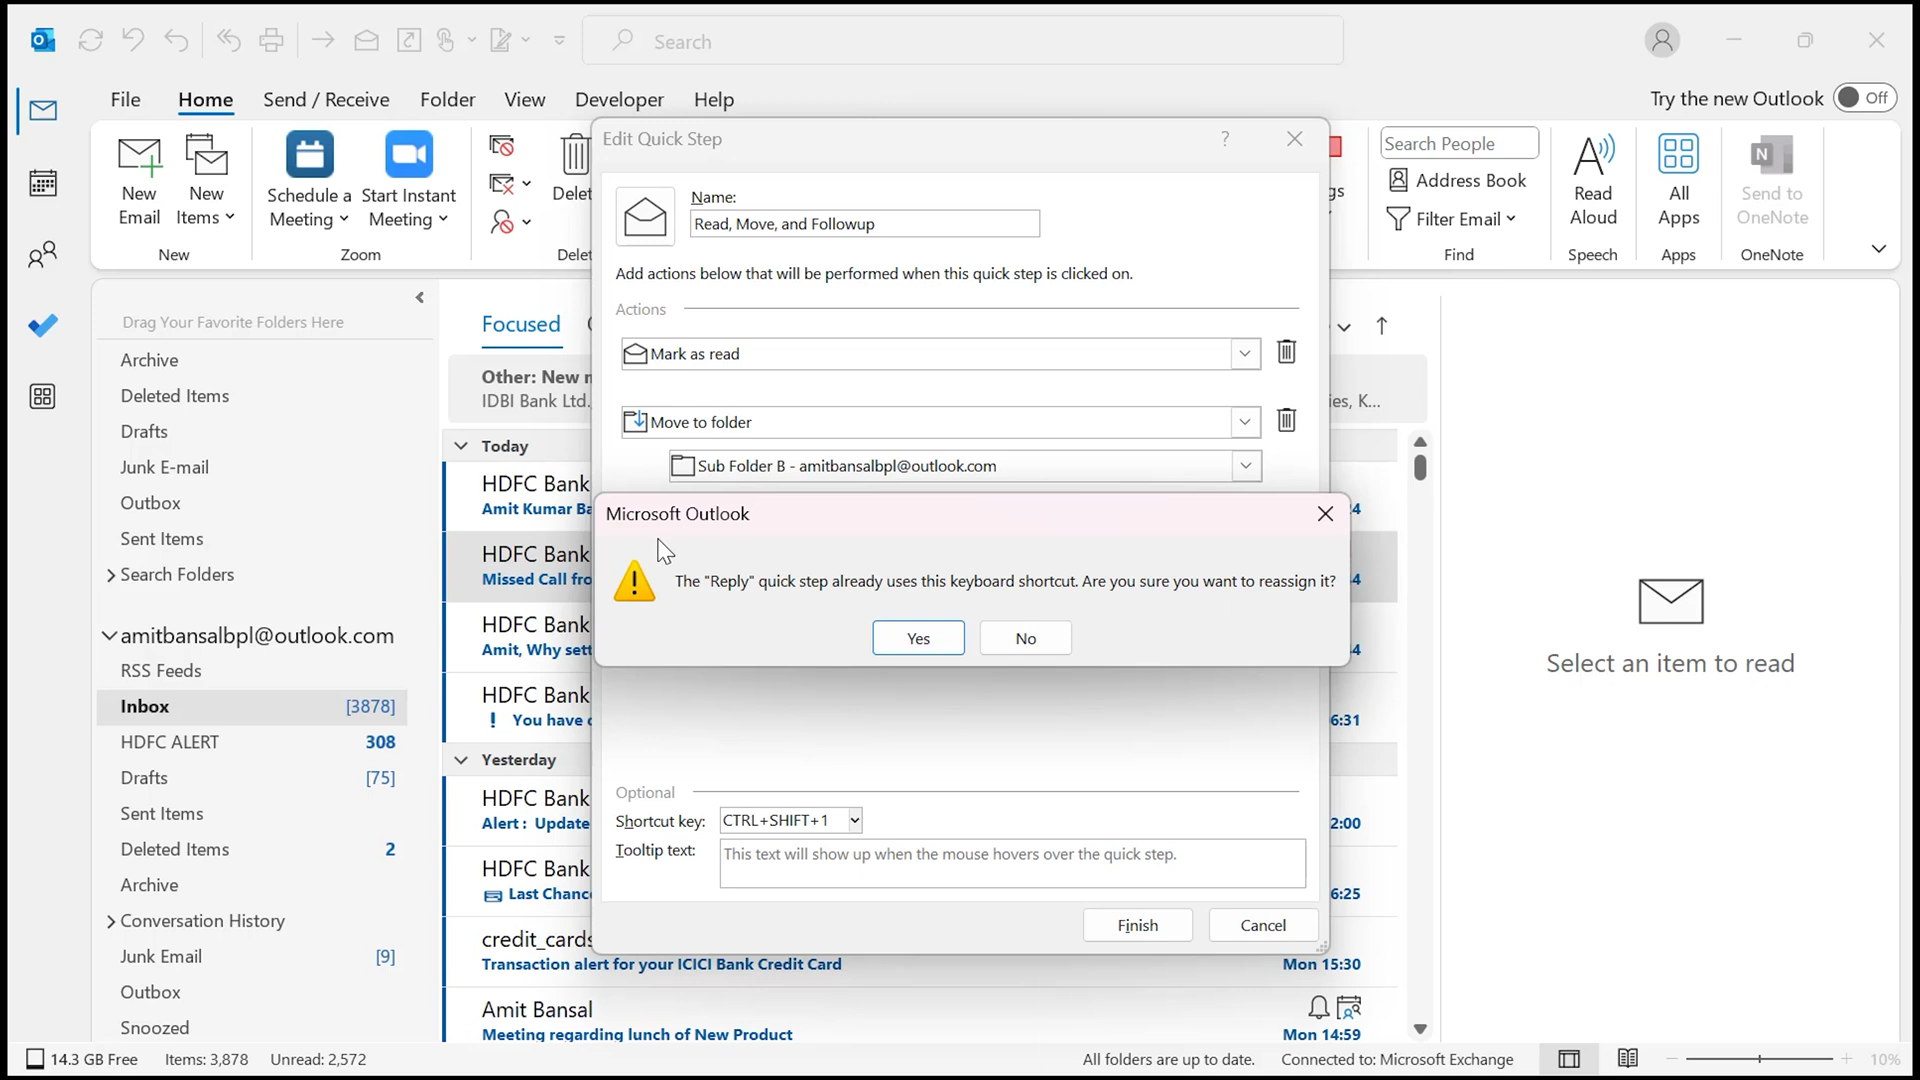 Search
File Home Send / Receive Folder View Developer Help
Try the new Outlook Off
New Email
New Items
New
Schedule a Meeting
Start Instant Meeting
Zoom
Search People
Address Book
Filter Email
Find
Read Aloud
Speech
All Apps
Apps
Send to OneNote
OneNote
Edit Quick Step
Name:
Read, Move, and Followup
Add actions below that will be performed when this quick step is clicked on.
Actions
Mark as read
Move to folder
Sub Folder B - amitbansalbpl@outlook.com
Microsoft Outlook
The "Reply" quick step already uses this keyboard shortcut. Are you sure you want to reassign it?
Yes No
Optional
Shortcut key: CTRL+SHIFT+1
Tooltip text: This text will show up when the mouse hovers over the quick step.
Finish Cancel
Drag Your Favorite Folders Here
Archive
Deleted Items
Drafts
Junk E-mail
Outbox
Sent Items
Search Folders
amitbansalbpl@outlook.com
RSS Feeds
Inbox [3878]
HDFC ALERT 308
Drafts [75]
Sent Items
Deleted Items 2
Archive
Conversation History
Junk Email [9]
Outbox
Snoozed
Focused
Other: New
IDBI Bank Ltd.
Today
HDFC Bank
Amit Kumar
HDFC Bank
Missed Call
HDFC Bank
Amit, Why
HDFC Bank
! You have
Yesterday
HDFC Bank
Alert : Update
HDFC Bank
Last
credit_cards
Transaction alert for your ICICI Bank Credit Card Mon 15:30
Amit Bansal
Meeting regarding lunch of New Product Mon 14:59
Select an item to read
14.3 GB Free Items: 3,878 Unread: 2,572
All folders are up to date. Connected to: Microsoft Exchange 10%